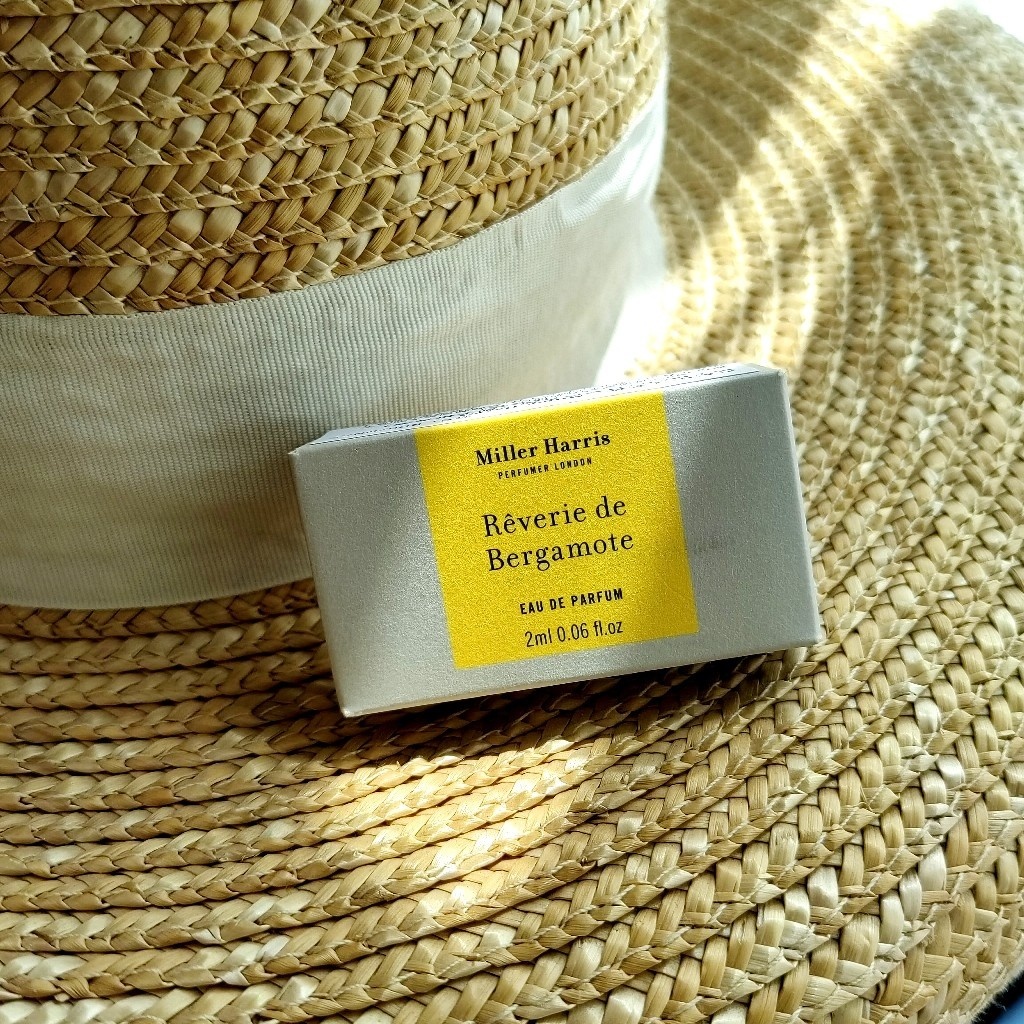 Miller Harris
PERFUMER LONDON
Rêverie de
Bergamote
EAU DE PARFUM
2ml 0.06 fl.oz